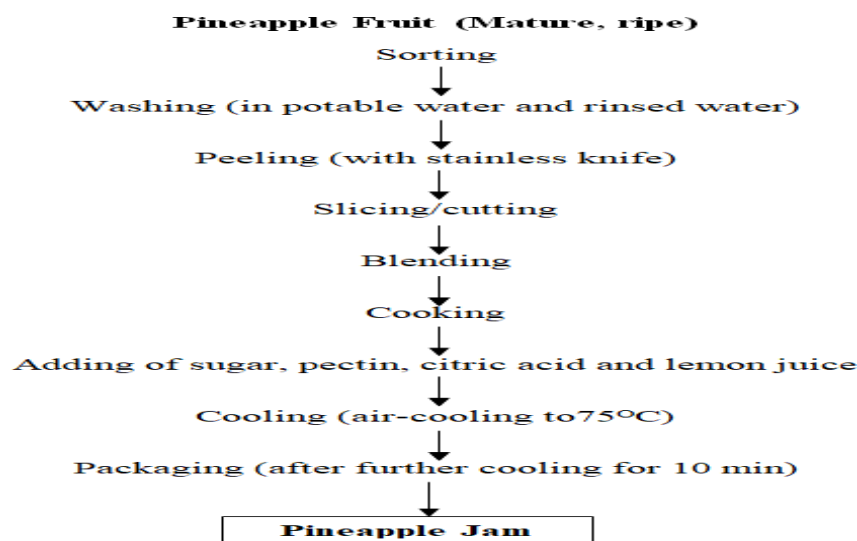 Pineapple Fruit (Mature, ripe)
Sorting
Washing (in potable water and rinsed water)
Peeling (with stainless knife)
Slicing/cutting
Blending
Cooking
Adding of sugar, pectin, citric acid and lemon juice
Cooling (air-cooling to75°C)
Packaging (after further cooling for 10 min)
Pineapple Jam